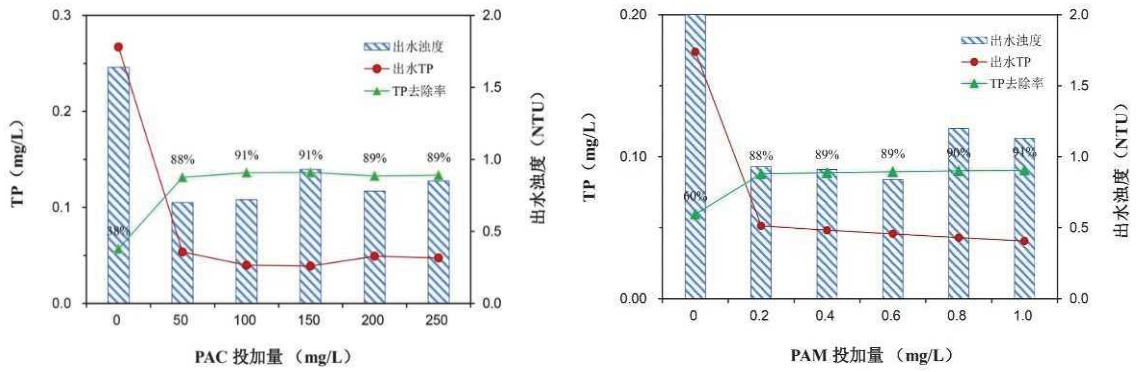 0.3
0.2
0.1
0.0
TP（mg/L）
2.0
1.5
1.0
0.5
0.0
出水浊度（NTU）
出水浊度
出水TP
TP去除率
38%
88%
91%
91%
89%
89%
0 50 100 150 200 250
PAC 投加量 （mg/L）
0.20
0.10
0.00
TP（mg/L）
2.0
1.5
1.0
0.5
0.0
出水浊度（NTU）
出水浊度
出水TP
TP去除率
60%
88%
89%
89%
90%
91%
0 0.2 0.4 0.6 0.8 1.0
PAM 投加量（mg/L）